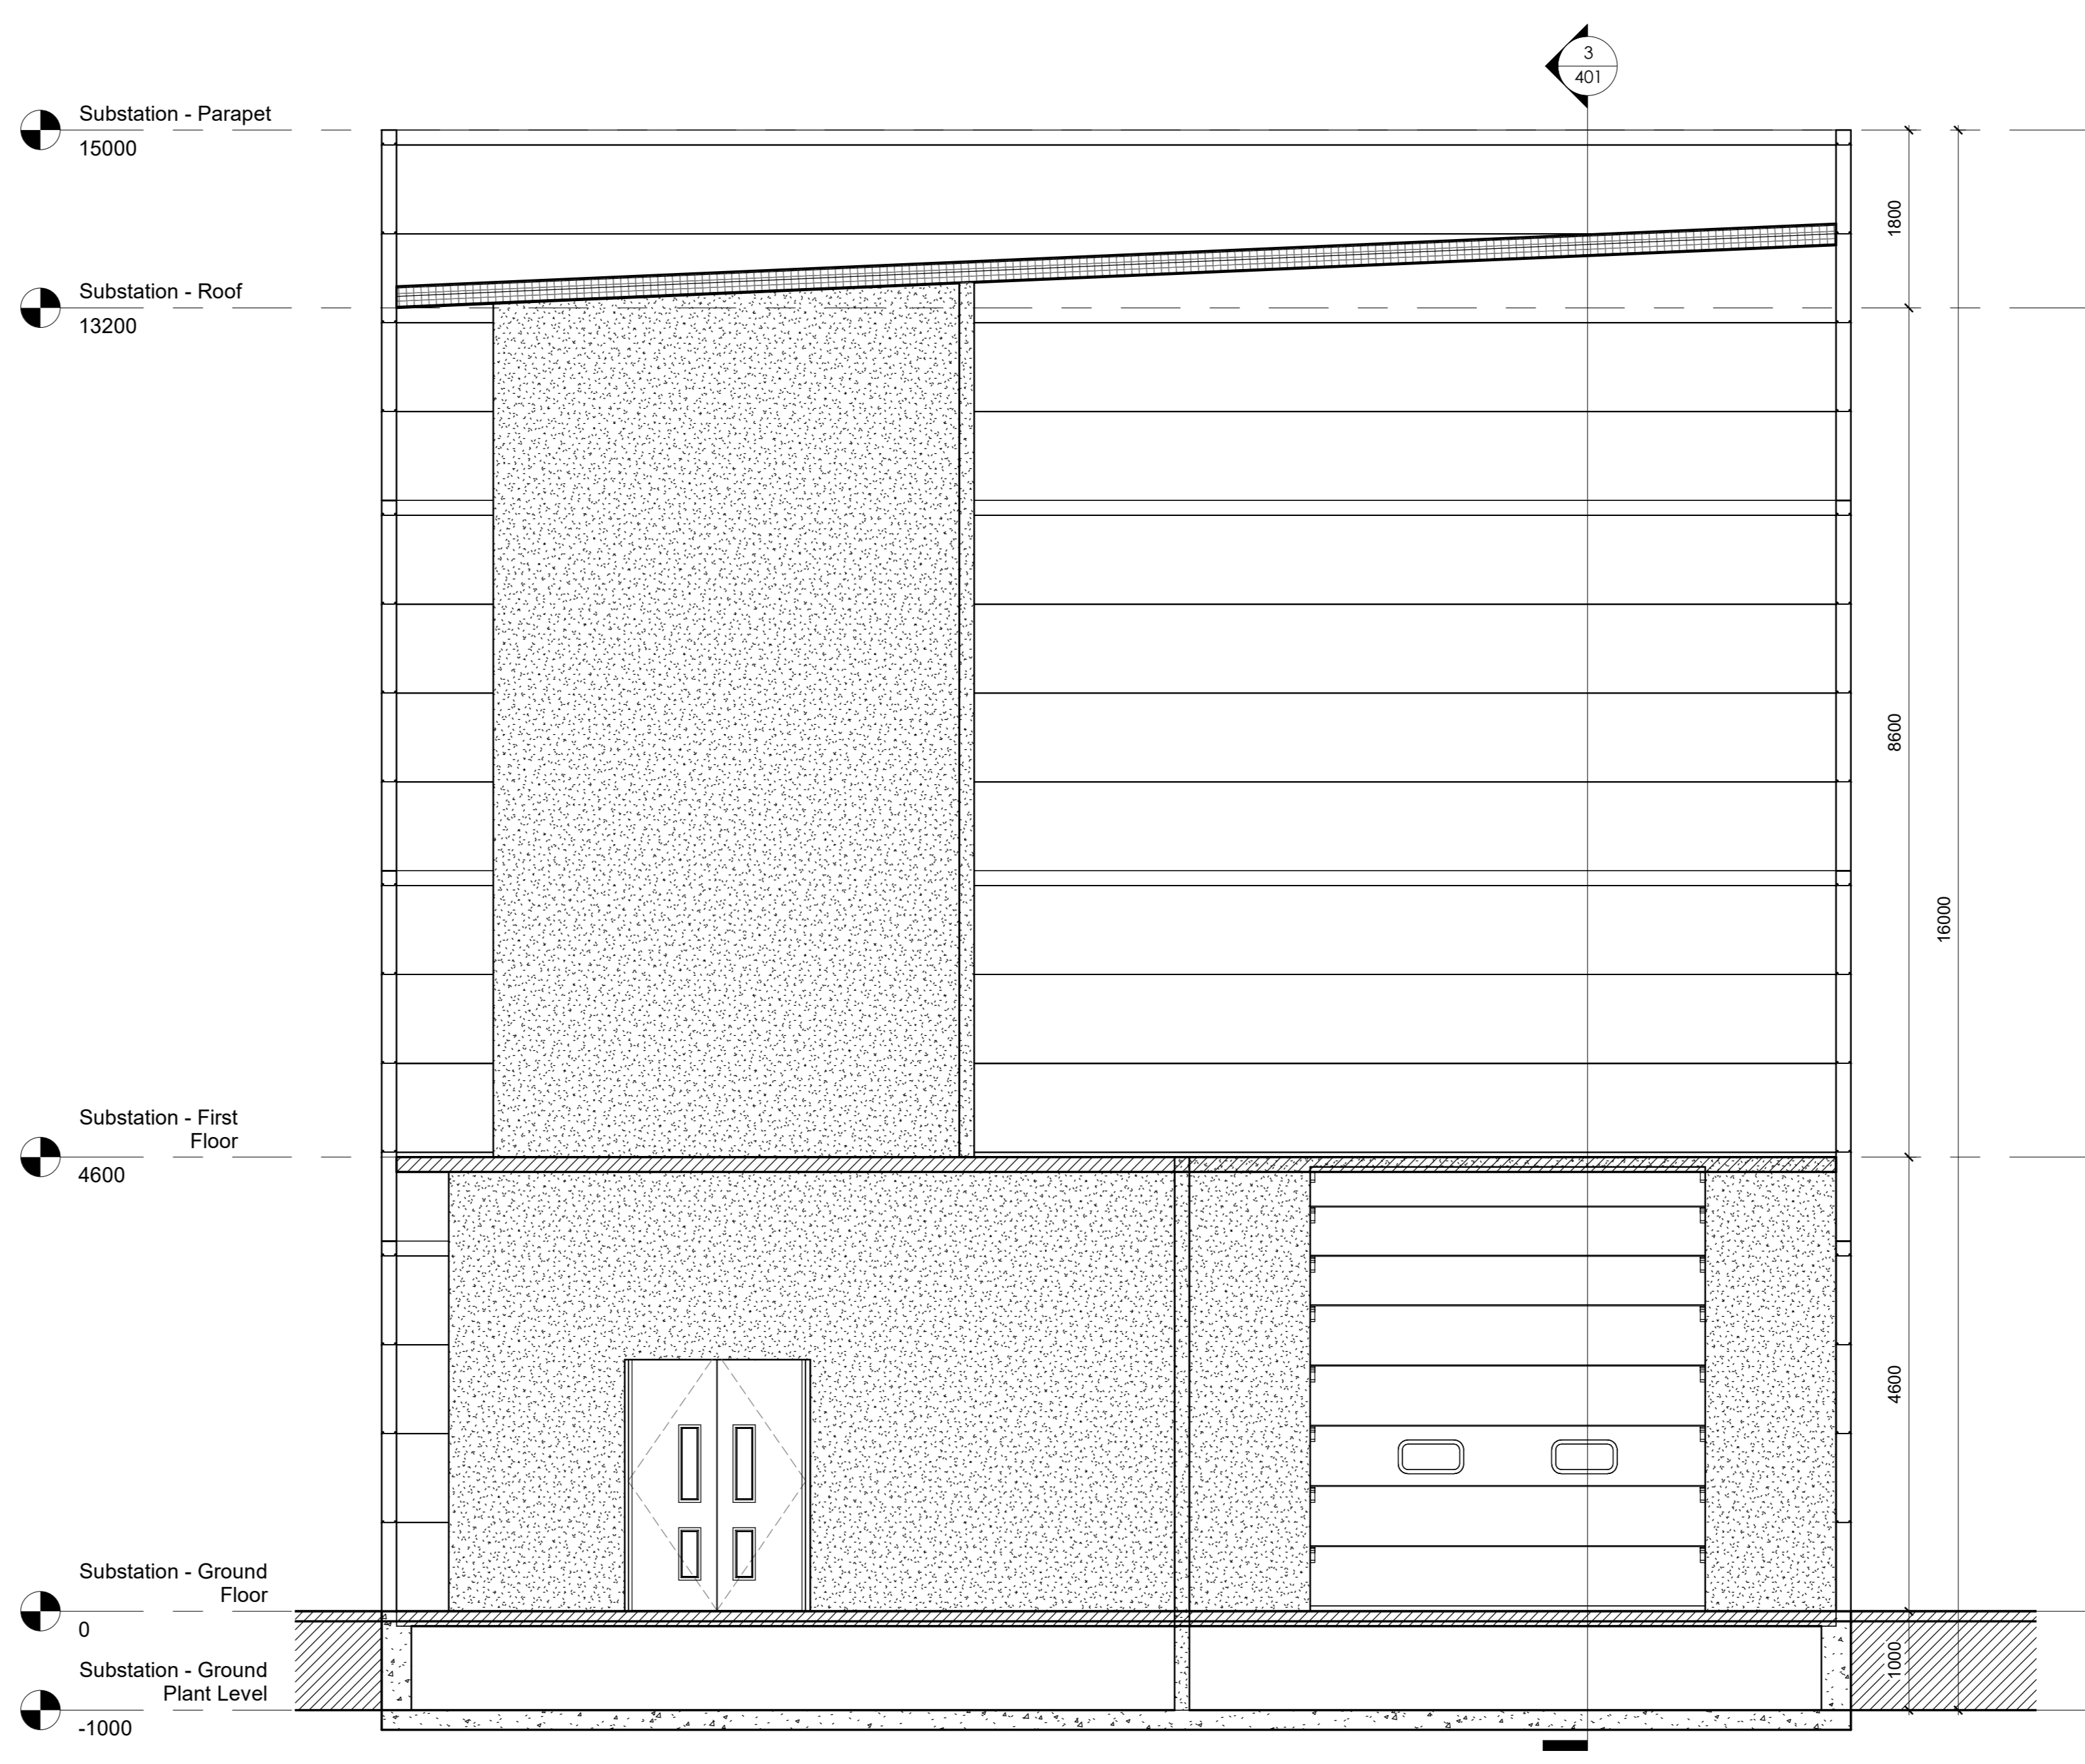 3
401
Substation - Parapet
15000
1800
Substation - Roof
13200
8600
16000
Substation - First
Floor
4600
4600
Substation - Ground
Floor
0
1000
Substation - Ground
Plant Level
-1000